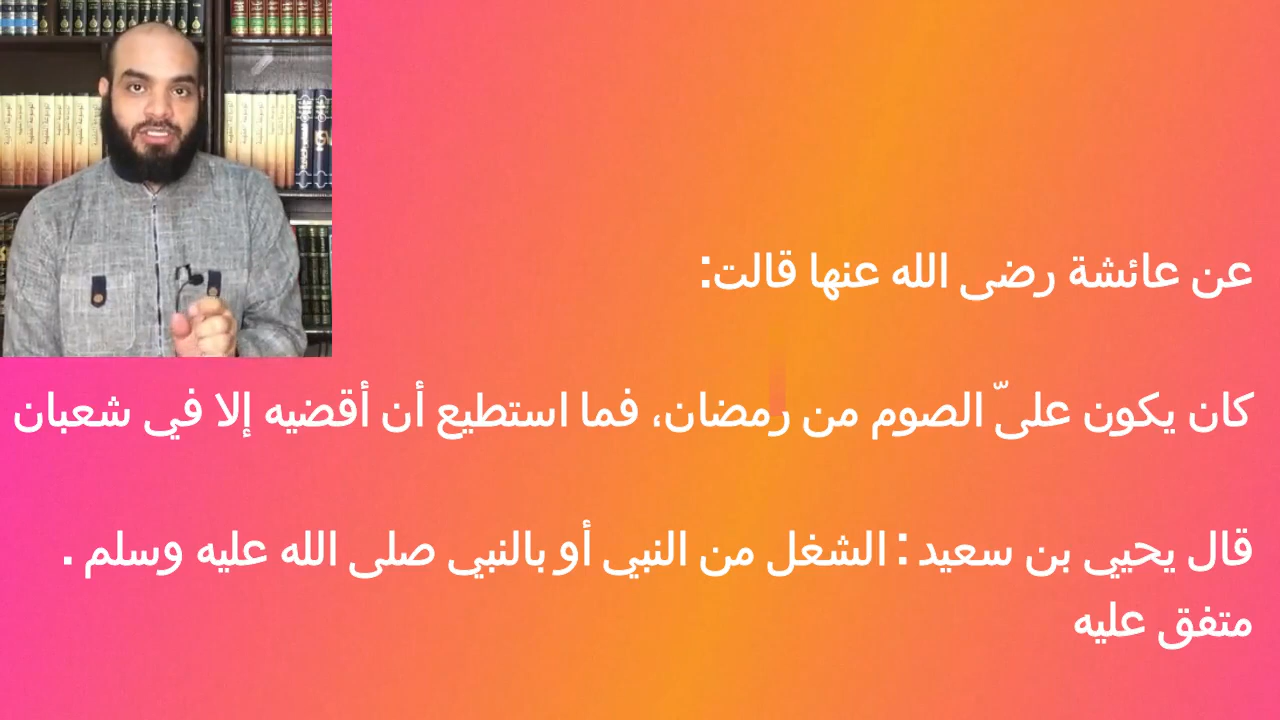 عن عائشة رضى الله عنها قالت:
كان يكون علىّ الصوم من رمضان، فما استطيع أن أقضيه إلا في شعبان
قال يحيي بن سعيد : الشغل من النبي أو بالنبي صلى الله عليه وسلم .
متفق عليه